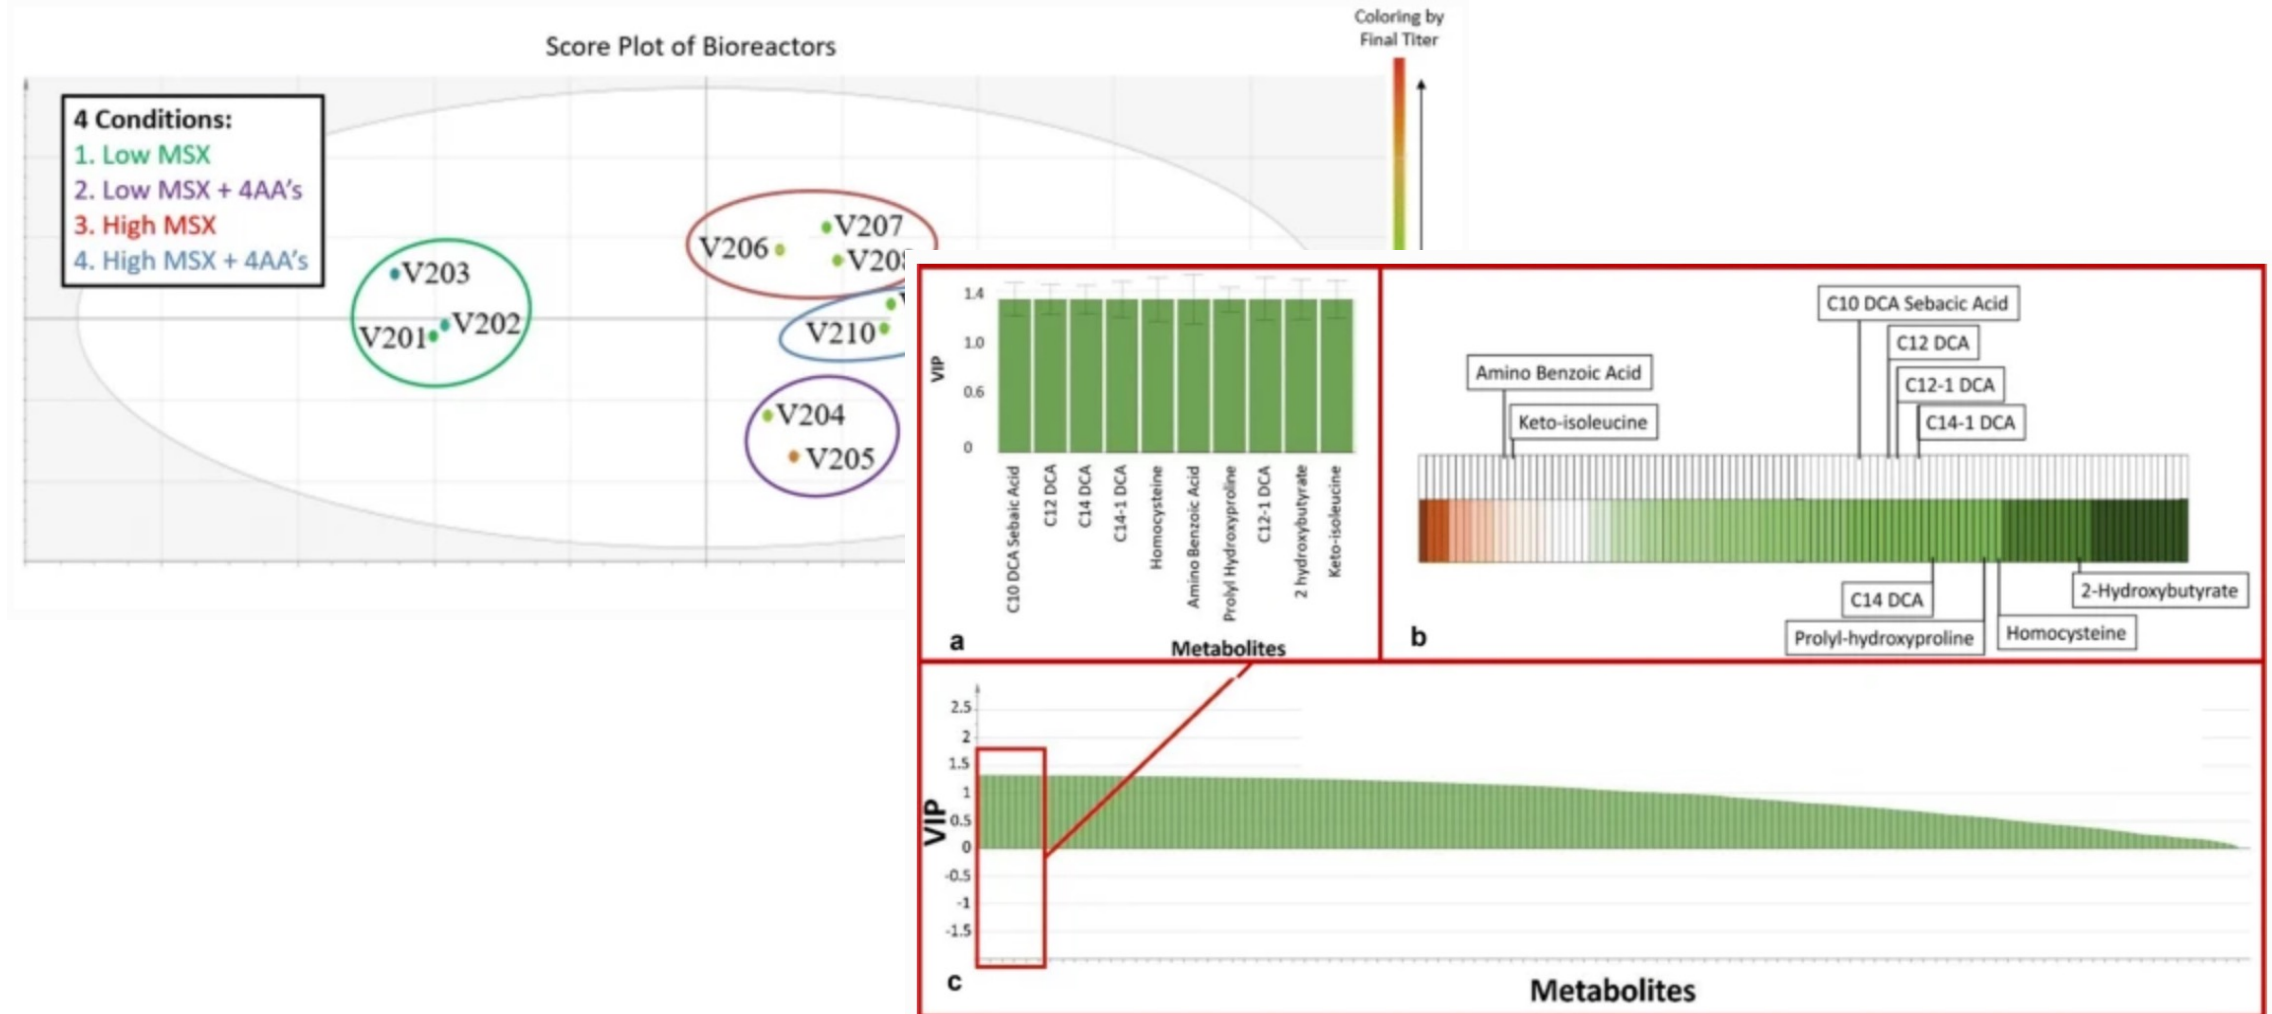 Score Plot of Bioreactors
Coloring by
Final Titer
4 Conditions:
1. Low MSX
2. Low MSX + 4AA's
3. High MSX
4. High MSX + 4AA's
V203
V202
V201
V207
V206
V210
V204
V205
VIP
1.4
1.0
0.6
0
C10 DCA Sebaic Acid
C12 DCA
C14 DCA
C14-1 DCA
Homocysteine
Amino Benzoic Acid
Prolyl Hydroxyproline
C12-1 DCA
2 hydroxybutyrate
Keto-isoleucine
a
Metabolites
C10 DCA Sebacic Acid
C12 DCA
C12-1 DCA
C14-1 DCA
Amino Benzoic Acid
Keto-isoleucine
C14 DCA
Prolyl-hydroxyproline
Homocysteine
2-Hydroxybutyrate
b
VIP
2.5
2
1.5
1
0.5
0
-0.5
-1
-1.5
c
Metabolites